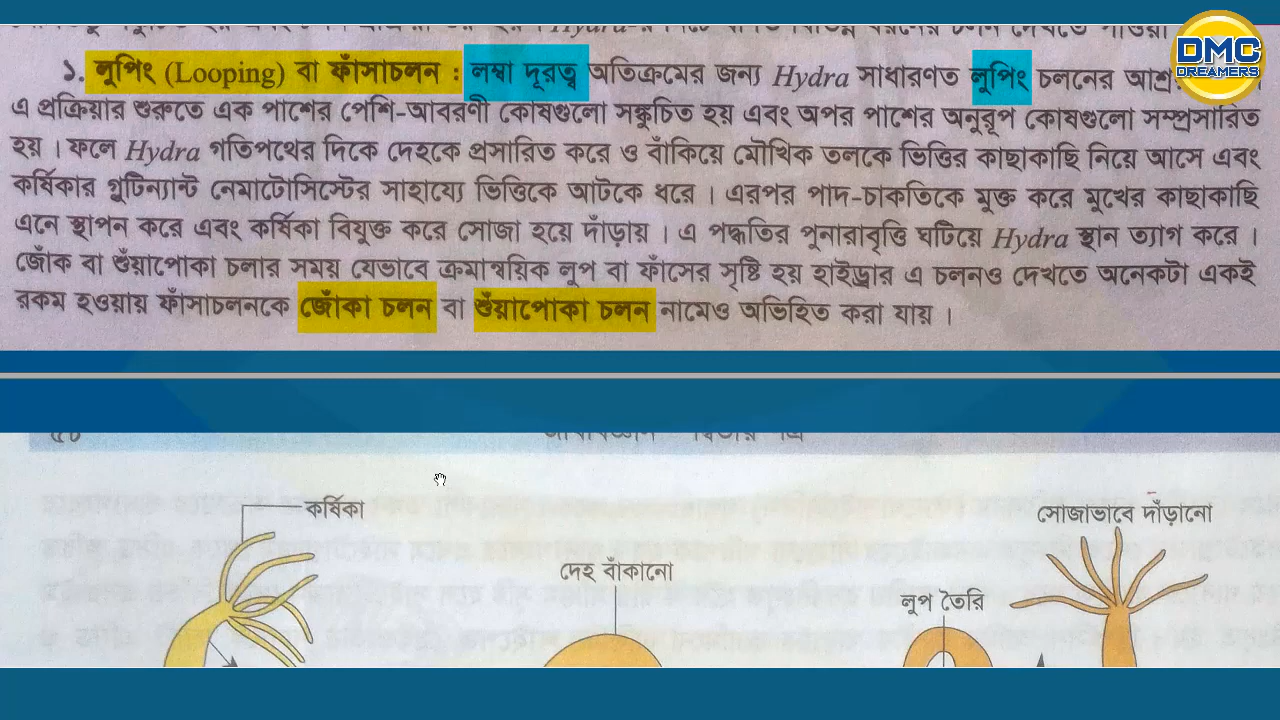 ১. লুপিং (Looping) বা ফাঁসাচলন : লম্বা দূরত্ব অতিক্রমের জন্য Hydra সাধারণত লুপিং চলনের
এ প্রক্রিয়ার শুরুতে এক পাশের পেশি-আবরণী কোষগুলো সঙ্কুচিত হয় এবং অপর পাশের অনুরূপ কোষগুলো সম্প্রসারিত
হয়। ফলে Hydra গতিপথের দিকে দেহকে প্রসারিত করে ও বাঁকিয়ে মৌখিক তলকে ভিত্তির কাছাকাছি নিয়ে আসে এবং
কর্ষিকার গ্লুটিন্যান্ট নেমাটোসিস্টের সাহায্যে ভিত্তিকে আটকে ধরে। এরপর পাদ-চাকতিকে মুক্ত করে মুখের কাছাকাছি
এনে স্থাপন করে এবং কর্ষিকা বিযুক্ত করে সোজা হয়ে দাঁড়ায়। এ পদ্ধতির পুনারাবৃত্তি ঘটিয়ে Hydra স্থান ত্যাগ করে।
জোঁক বা শুঁয়াপোকা চলার সময় যেভাবে ক্রমান্বয়িক লুপ বা ফাঁসের সৃষ্টি হয় হাইড্রার এ চলনও দেখতে অনেকটা একই
রকম হওয়ায় ফাঁসাচলনকে জোঁকা চলন বা শুঁয়াপোকা চলন নামেও অভিহিত করা যায়।
DMC
DREAMERS
কর্ষিকা
দেহ বাঁকানো
লুপ তৈরি
সোজাভাবে দাঁড়ানো